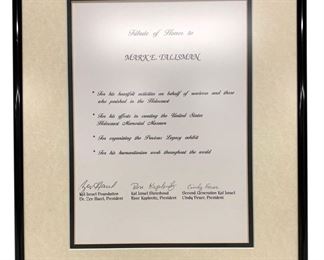 Tribute of Honor to
MARK E. TALISMAN
* For his heartfelt activities on behalf of survivors and those
who perished in the Holocaust
* For his efforts in creating the United States
Holocaust Memorial Museum
* For organizing the Precious Legacy exhibit
* For his humanitarian work throughout the world
Kol Israel Foundation
Kol Israel Sisterhood
Second Generation Kol Israel
Dr. Zev Harel, President
Rose Kaplovitz, President
Cindy Feuer, President